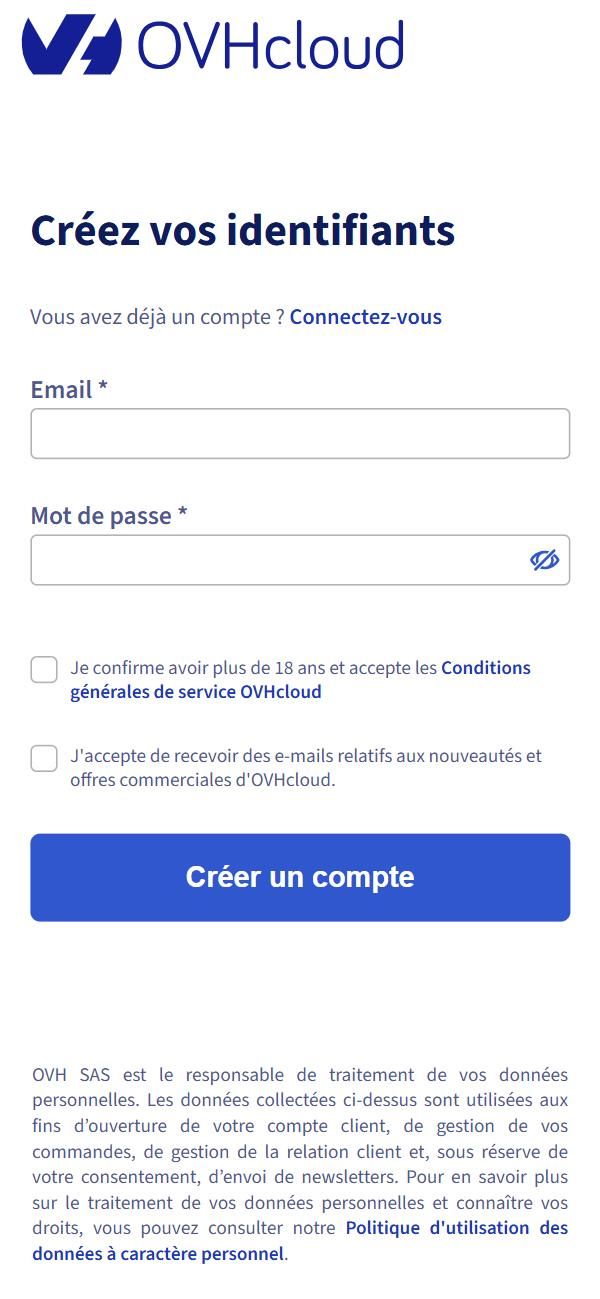 OVHcloud
Créez vos identifiants
Vous avez déjà un compte ? Connectez-vous
Email *
Mot de passe *
Je confirme avoir plus de 18 ans et accepte les Conditions
générales de service OVHcloud
J'accepte de recevoir des e-mails relatifs aux nouveautés et
offres commerciales d'OVHcloud.
Créer un compte
OVH SAS est le responsable de traitement de vos données
personnelles. Les données collectées ci-dessus sont utilisées aux
fins d’ouverture de votre compte client, de gestion de vos
commandes, de gestion de la relation client et, sous réserve de
votre consentement, d’envoi de newsletters. Pour en savoir plus
sur le traitement de vos données personnelles et connaître vos
droits, vous pouvez consulter notre Politique d'utilisation des
données à caractère personnel.